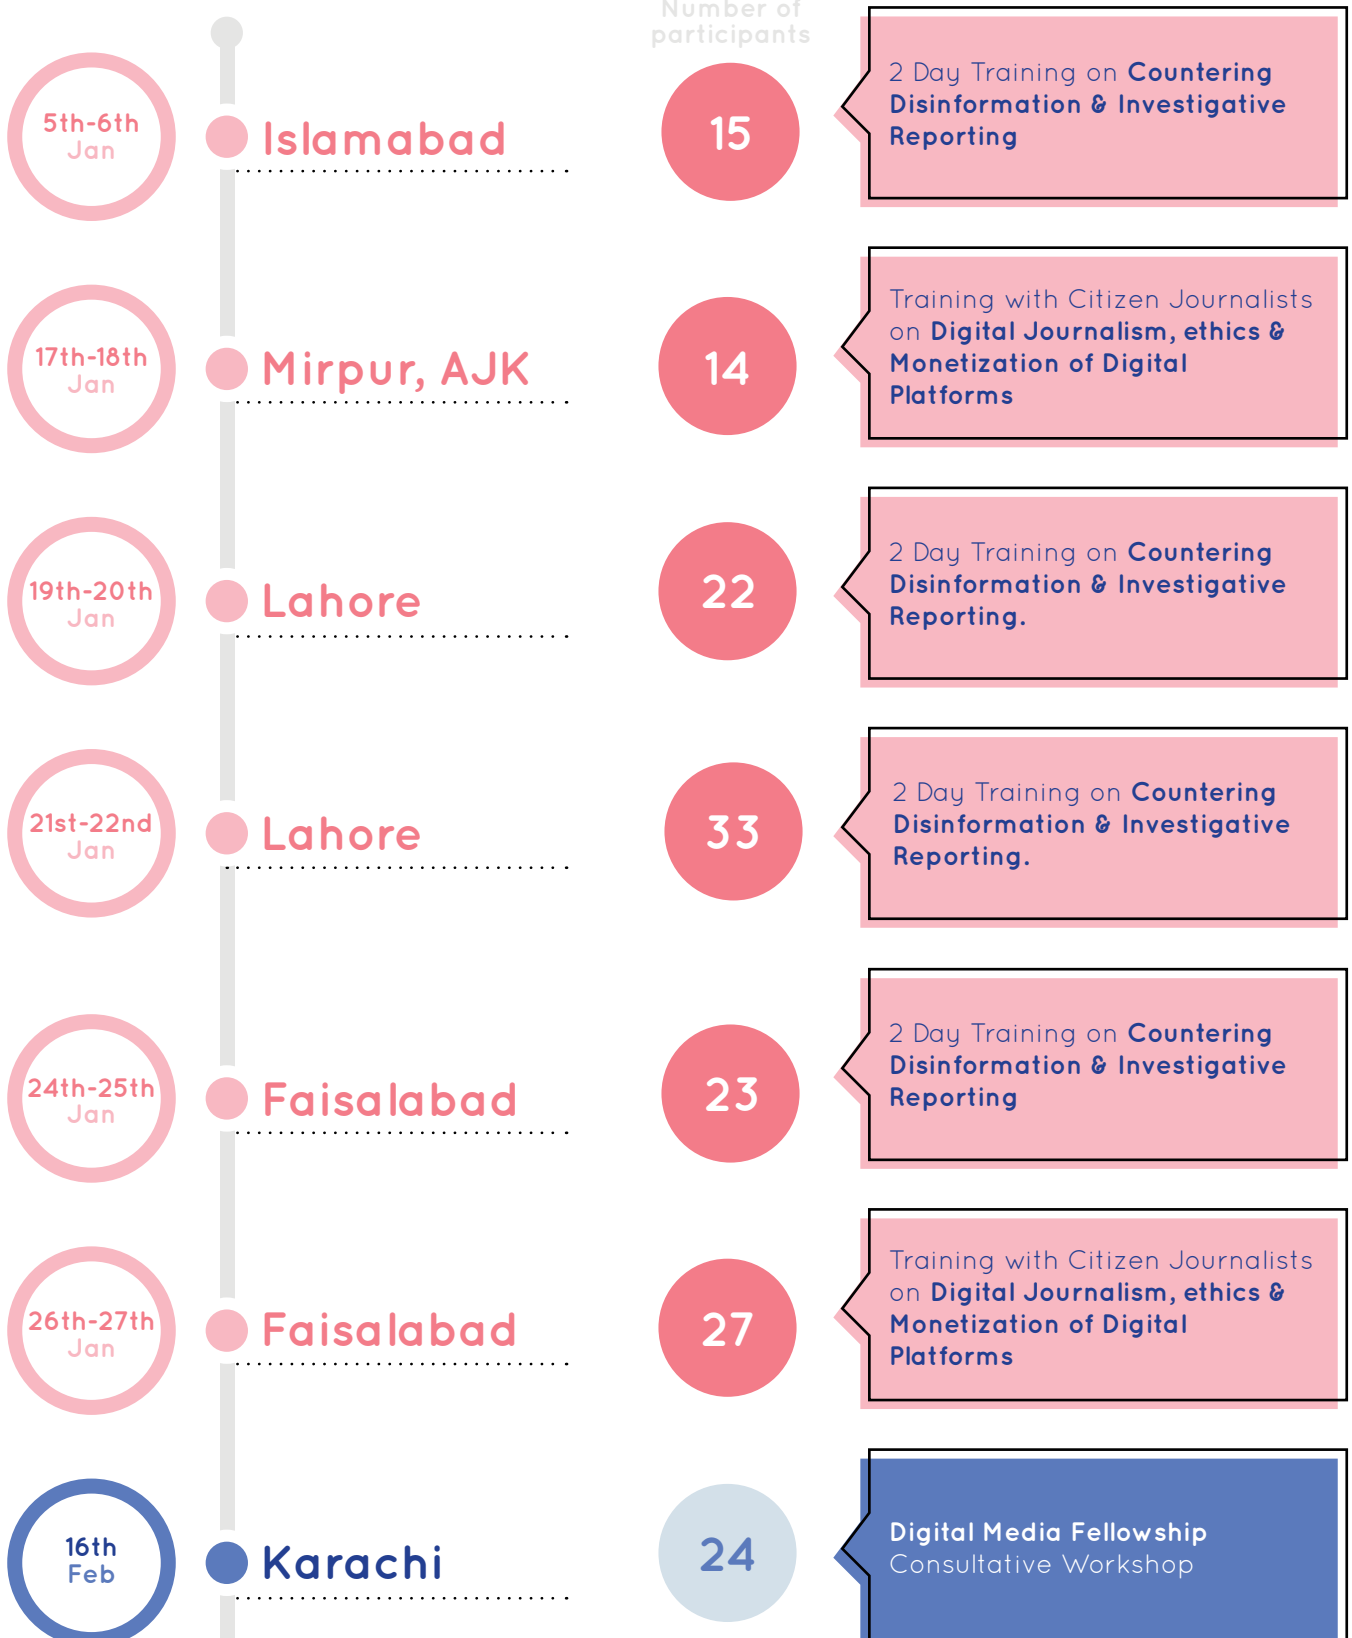 Number of
participants
5th-6th
Jan
Islamabad
15
2 Day Training on Countering
Disinformation & Investigative
Reporting
17th-18th
Jan
Mirpur, AJK
14
Training with Citizen Journalists
on Digital Journalism, ethics &
Monetization of Digital
Platforms
19th-20th
Jan
Lahore
22
2 Day Training on Countering
Disinformation & Investigative
Reporting.
21st-22nd
Jan
Lahore
33
2 Day Training on Countering
Disinformation & Investigative
Reporting.
24th-25th
Jan
Faisalabad
23
2 Day Training on Countering
Disinformation & Investigative
Reporting
26th-27th
Jan
Faisalabad
27
Training with Citizen Journalists
on Digital Journalism, ethics &
Monetization of Digital
Platforms
16th
Feb
Karachi
24
Digital Media Fellowship
Consultative Workshop